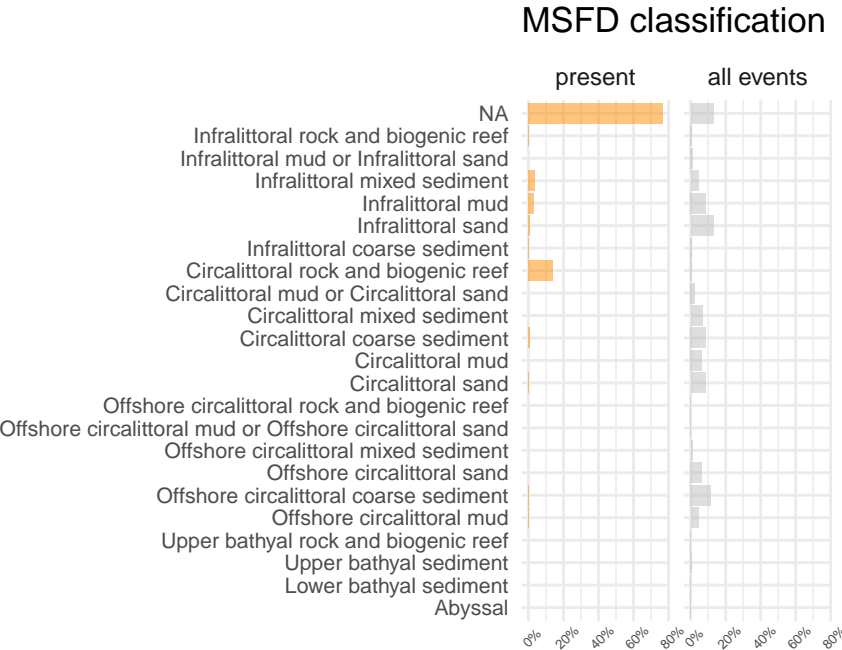 MSFD classification
present all events
NA
Infralittoral rock and biogenic reef
Infralittoral mud or Infralittoral sand
Infralittoral mixed sediment
Infralittoral mud
Infralittoral sand
Infralittoral coarse sediment
Circalittoral rock and biogenic reef
Circalittoral mud or Circalittoral sand
Circalittoral mixed sediment
Circalittoral coarse sediment
Circalittoral mud
Circalittoral sand
Offshore circalittoral rock and biogenic reef
Offshore circalittoral mud or Offshore circalittoral sand
Offshore circalittoral mixed sediment
Offshore circalittoral sand
Offshore circalittoral coarse sediment
Offshore circalittoral mud
Upper bathyal rock and biogenic reef
Upper bathyal sediment
Lower bathyal sediment
Abyssal
0% 20% 40% 60% 80% 0% 20% 40% 60% 80%